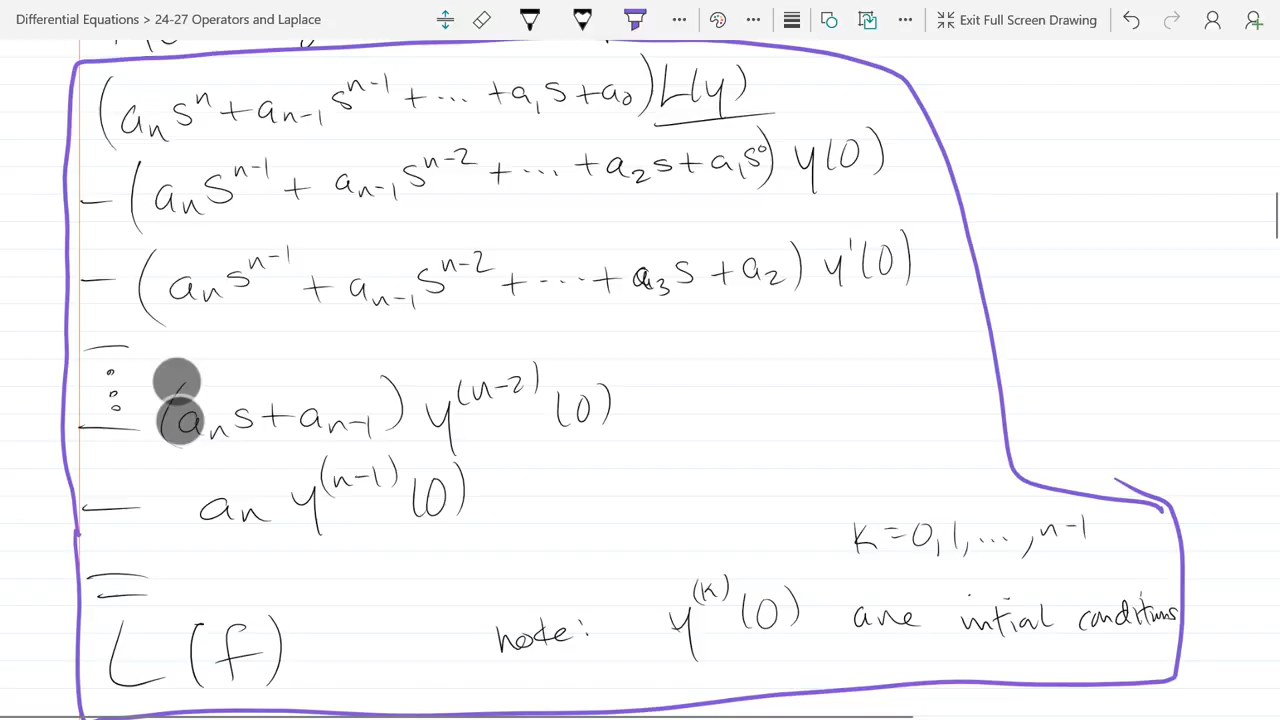 Differential Equations > 24-27 Operators and Laplace
Exit Full Screen Drawing
(aₙsⁿ + aₙ₋₁sⁿ⁻¹ + ... + a₁s + a₀) L(y)
- (aₙsⁿ⁻¹ + aₙ₋₁sⁿ⁻² + ... + a₂s + a₁s⁰) y(0)
- (aₙsⁿ⁻¹ + aₙ₋₁sⁿ⁻² + ... + a₃s + a₂) y'(0)
- ⋮
- (aₙs + aₙ₋₁) y⁽ⁿ⁻²⁾(0)
- aₙ y⁽ⁿ⁻¹⁾(0)
K=0,1,...,n-1
=
L(f) note: y⁽ᴷ⁾(0) are initial conditions